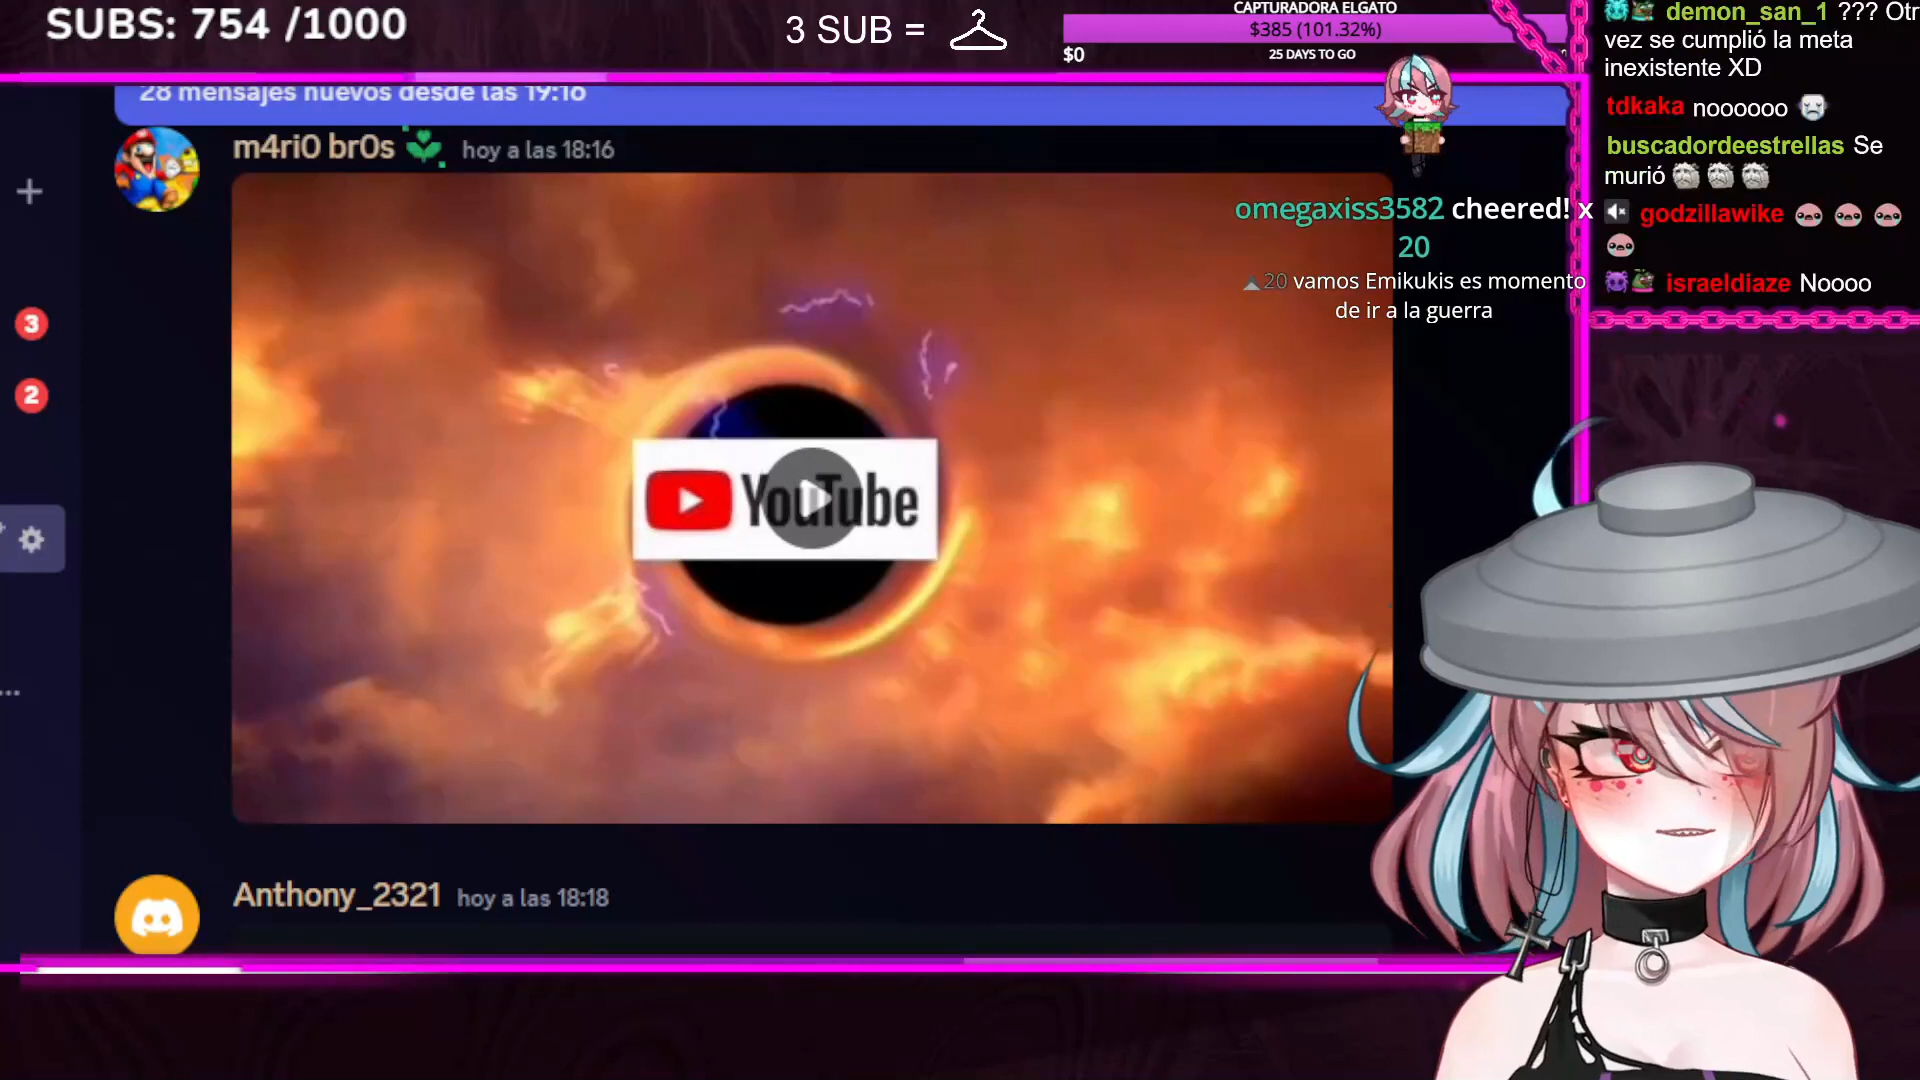 SUBS: 754 /1000
3 SUB =
CAPTURADORA ELGATO
$385 (101.32%)
$0
25 DAYS TO GO
28 mensajes nuevos desde las 19:16
m4ri0 br0s hoy a las 18:16
YouTube
omegaxiss3582 cheered! x
20
20 vamos Emikukis es momento
de ir a la guerra
Anthony_2321 hoy a las 18:18
3
2
demon_san_1 ??? Otr
vez se cumplió la meta
inexistente XD
tdkaka noooooo
buscadordeestrellas Se
murió
godzillawike
israeldiaze Noooo